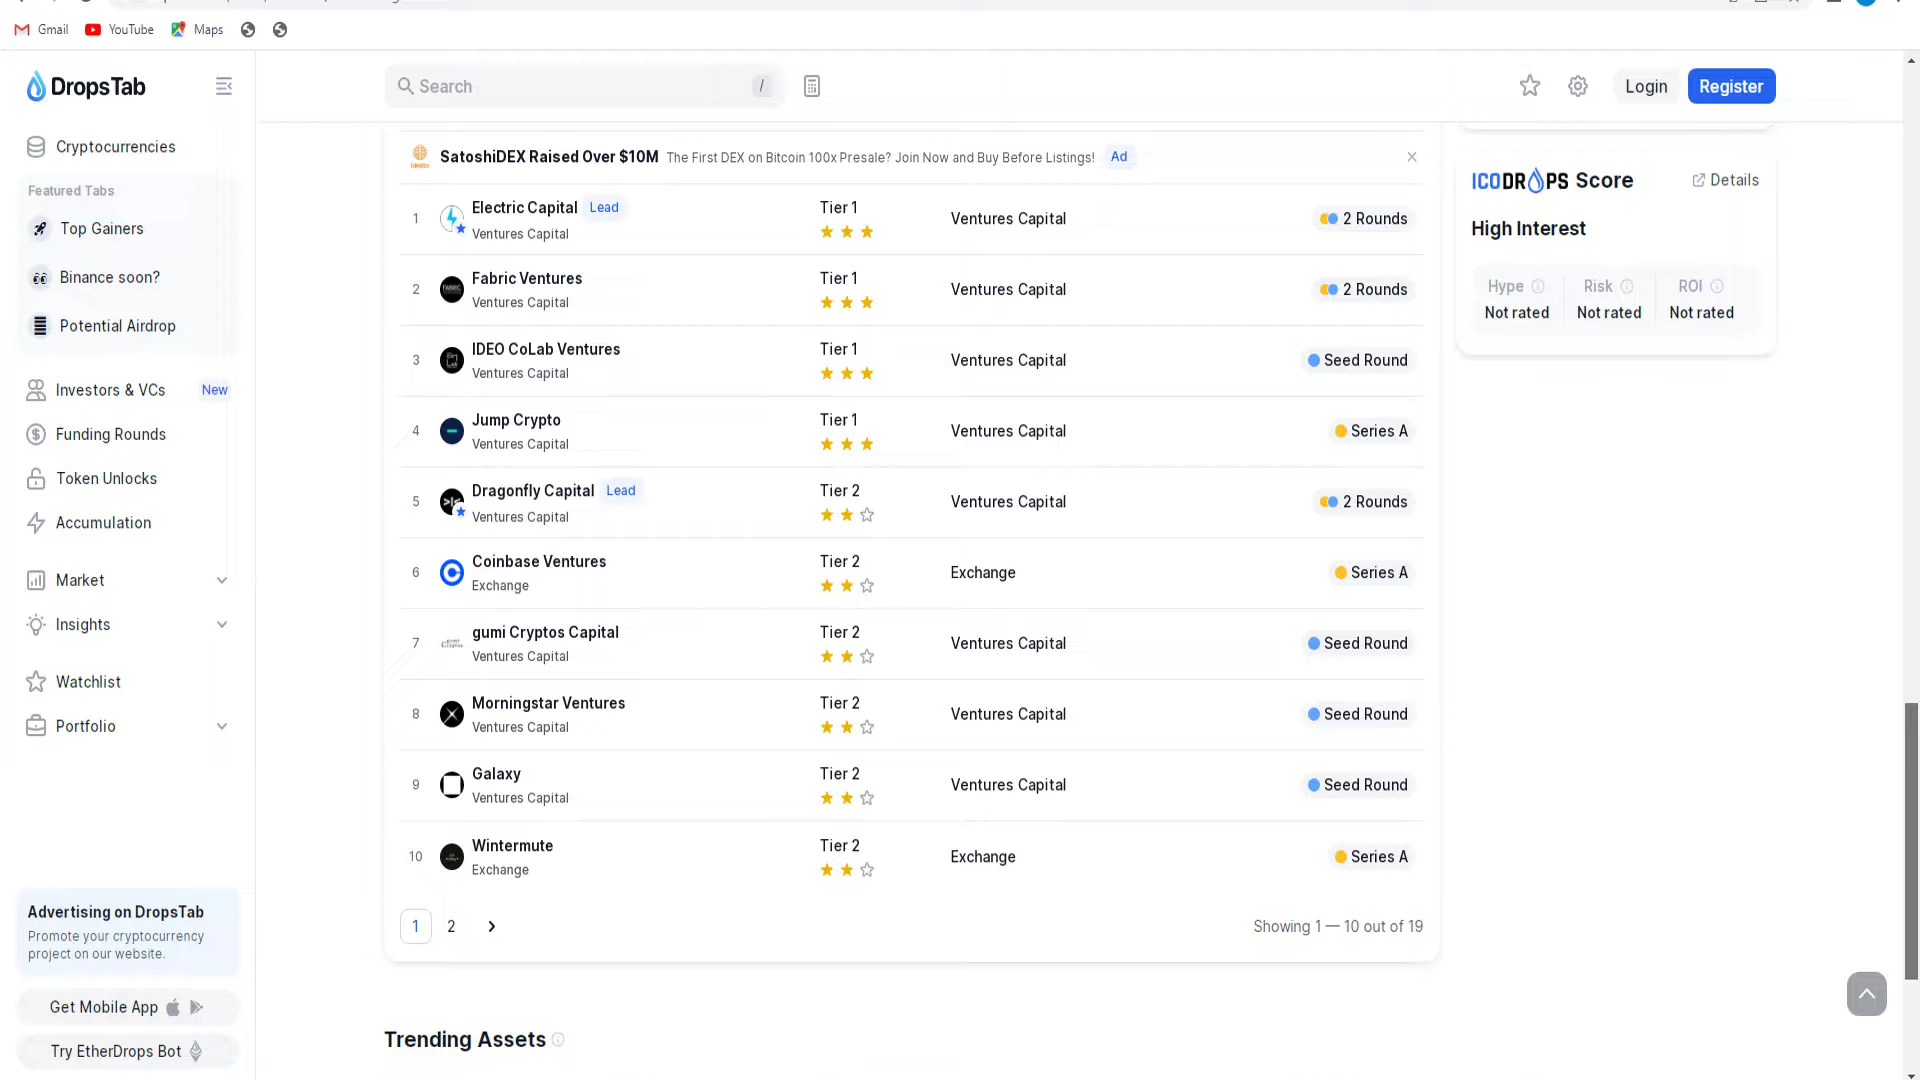 Gmail YouTube Maps
DropsTab
Search /
Login Register
Cryptocurrencies
Featured Tabs
Top Gainers
Binance soon?
Potential Airdrop
Investors & VCs New
Funding Rounds
Token Unlocks
Accumulation
Market
Insights
Watchlist
Portfolio
Advertising on DropsTab
Promote your cryptocurrency
project on our website.
Get Mobile App
Try EtherDrops Bot
SatoshiDEX Raised Over $10M The First DEX on Bitcoin 100x Presale? Join Now and Buy Before Listings! Ad
1 Electric Capital Lead Tier 1 Ventures Capital 2 Rounds
Ventures Capital
2 Fabric Ventures Tier 1 Ventures Capital 2 Rounds
Ventures Capital
3 IDEO CoLab Ventures Tier 1 Ventures Capital Seed Round
Ventures Capital
4 Jump Crypto Tier 1 Ventures Capital Series A
Ventures Capital
5 Dragonfly Capital Lead Tier 2 Ventures Capital 2 Rounds
Ventures Capital
6 Coinbase Ventures Tier 2 Exchange Series A
Exchange
7 gumi Cryptos Capital Tier 2 Ventures Capital Seed Round
Ventures Capital
8 Morningstar Ventures Tier 2 Ventures Capital Seed Round
Ventures Capital
9 Galaxy Tier 2 Ventures Capital Seed Round
Ventures Capital
10 Wintermute Tier 2 Exchange Series A
Exchange
1 2 Showing 1 — 10 out of 19
Trending Assets
ICODROPS Score Details
High Interest
Hype Risk ROI
Not rated Not rated Not rated